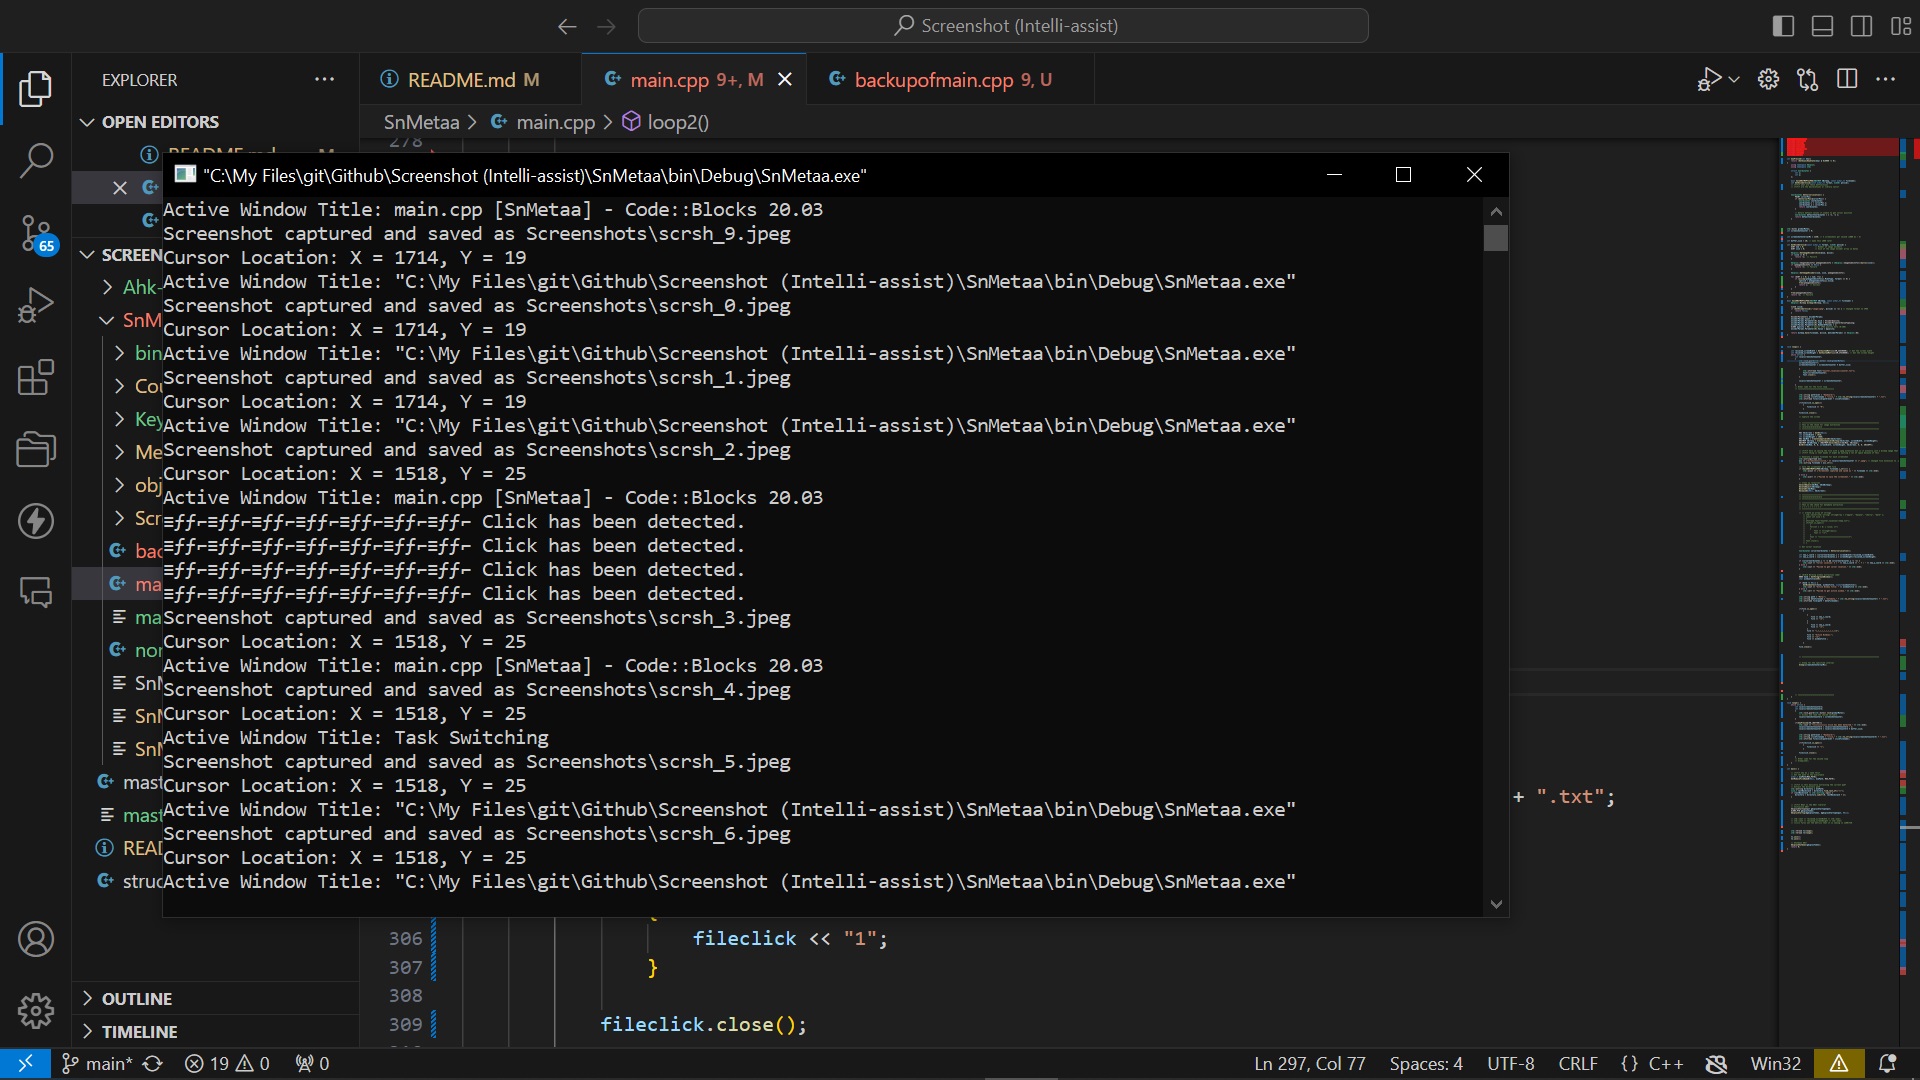 Screenshot (Intelli-assist)
EXPLORER
README.md M
main.cpp 9+, M
backupofmain.cpp 9, U
OPEN EDITORS
SnMetaa > main.cpp > loop2()
278
"C:\My Files\git\Github\Screenshot (Intelli-assist)\SnMetaa\bin\Debug\SnMetaa.exe"
65
SCREEN
Ahk-
SnM
bin
Cou
Key
Me
obj
Scr
bac
ma
ma
nor
SnM
SnM
SnM
mast
mast
READ
struc
Active Window Title: main.cpp [SnMetaa] - Code::Blocks 20.03
Screenshot captured and saved as Screenshots\scrsh_9.jpeg
Cursor Location: X = 1714, Y = 19
Active Window Title: "C:\My Files\git\Github\Screenshot (Intelli-assist)\SnMetaa\bin\Debug\SnMetaa.exe"
Screenshot captured and saved as Screenshots\scrsh_0.jpeg
Cursor Location: X = 1714, Y = 19
Active Window Title: "C:\My Files\git\Github\Screenshot (Intelli-assist)\SnMetaa\bin\Debug\SnMetaa.exe"
Screenshot captured and saved as Screenshots\scrsh_1.jpeg
Cursor Location: X = 1714, Y = 19
Active Window Title: "C:\My Files\git\Github\Screenshot (Intelli-assist)\SnMetaa\bin\Debug\SnMetaa.exe"
Screenshot captured and saved as Screenshots\scrsh_2.jpeg
Cursor Location: X = 1518, Y = 25
Active Window Title: main.cpp [SnMetaa] - Code::Blocks 20.03
≡ƒƒ⌐≡ƒƒ⌐≡ƒƒ⌐≡ƒƒ⌐≡ƒƒ⌐≡ƒƒ⌐≡ƒƒ⌐ Click has been detected.
≡ƒƒ⌐≡ƒƒ⌐≡ƒƒ⌐≡ƒƒ⌐≡ƒƒ⌐≡ƒƒ⌐≡ƒƒ⌐ Click has been detected.
≡ƒƒ⌐≡ƒƒ⌐≡ƒƒ⌐≡ƒƒ⌐≡ƒƒ⌐≡ƒƒ⌐≡ƒƒ⌐ Click has been detected.
≡ƒƒ⌐≡ƒƒ⌐≡ƒƒ⌐≡ƒƒ⌐≡ƒƒ⌐≡ƒƒ⌐≡ƒƒ⌐ Click has been detected.
Screenshot captured and saved as Screenshots\scrsh_3.jpeg
Cursor Location: X = 1518, Y = 25
Active Window Title: main.cpp [SnMetaa] - Code::Blocks 20.03
Screenshot captured and saved as Screenshots\scrsh_4.jpeg
Cursor Location: X = 1518, Y = 25
Active Window Title: Task Switching
Screenshot captured and saved as Screenshots\scrsh_5.jpeg
Cursor Location: X = 1518, Y = 25
Active Window Title: "C:\My Files\git\Github\Screenshot (Intelli-assist)\SnMetaa\bin\Debug\SnMetaa.exe"
Screenshot captured and saved as Screenshots\scrsh_6.jpeg
Cursor Location: X = 1518, Y = 25
Active Window Title: "C:\My Files\git\Github\Screenshot (Intelli-assist)\SnMetaa\bin\Debug\SnMetaa.exe"
+ ".txt";
306 fileclick << "1";
307 }
308
309 fileclick.close();
OUTLINE
TIMELINE
main* 19 0 0
Ln 297, Col 77 Spaces: 4 UTF-8 CRLF {} C++ Win32